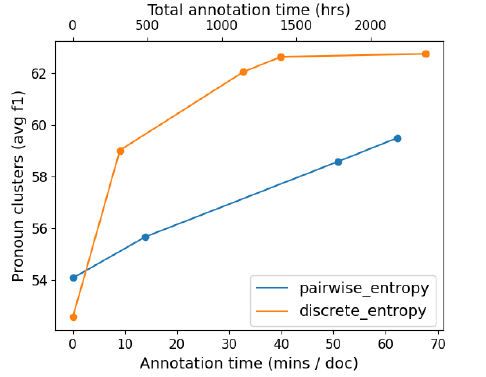 Total annotation time (hrs)
0 500 1000 1500 2000
62
60
58
56
54
Pronoun clusters (avg f1)
pairwise_entropy
discrete_entropy
0 10 20 30 40 50 60 70
Annotation time (mins / doc)